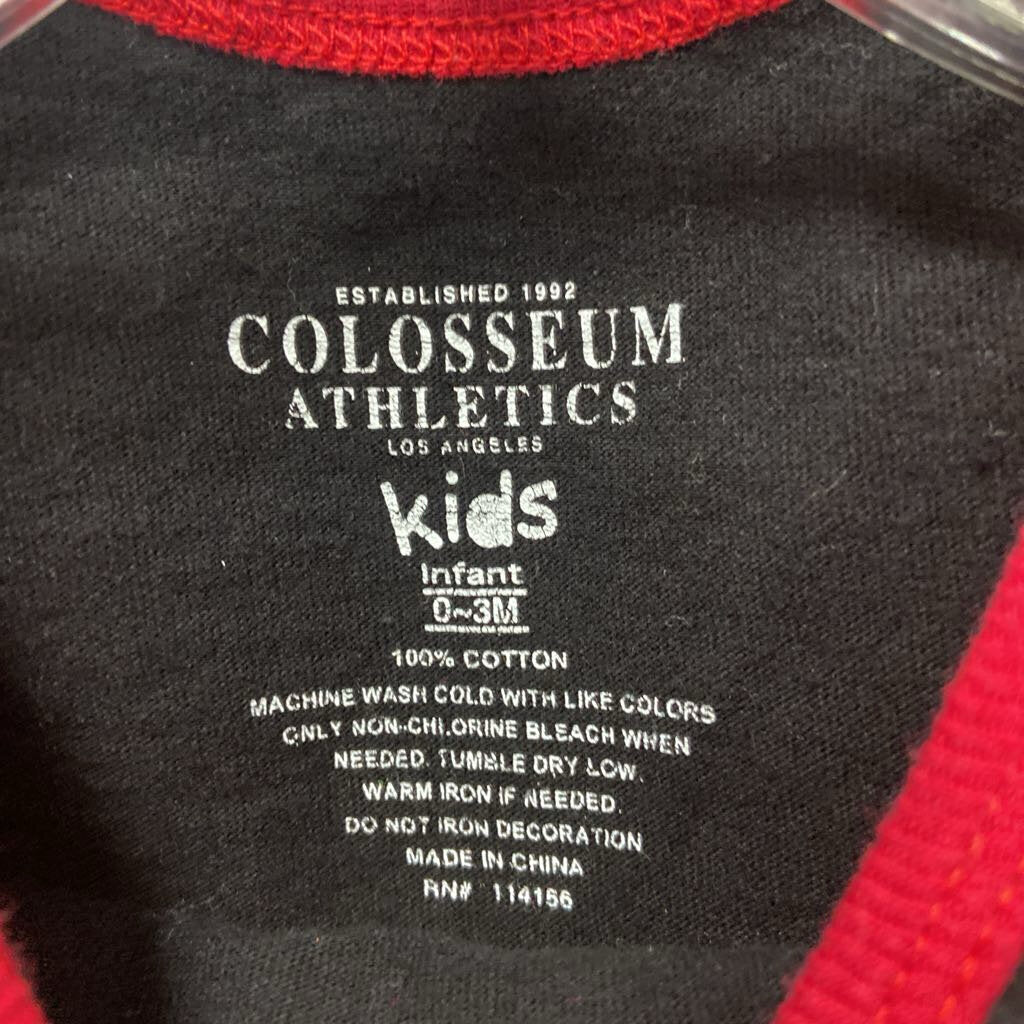 ESTABLISHED 1992
COLOSSEUM
ATHLETICS
LOS ANGELES
kids
Infant
0~3M
100% COTTON
MACHINE WASH COLD WITH LIKE COLORS
ONLY NON-CHLORINE BLEACH WHEN
NEEDED. TUMBLE DRY LOW.
WARM IRON IF NEEDED.
DO NOT IRON DECORATION
MADE IN CHINA
RN# 114166